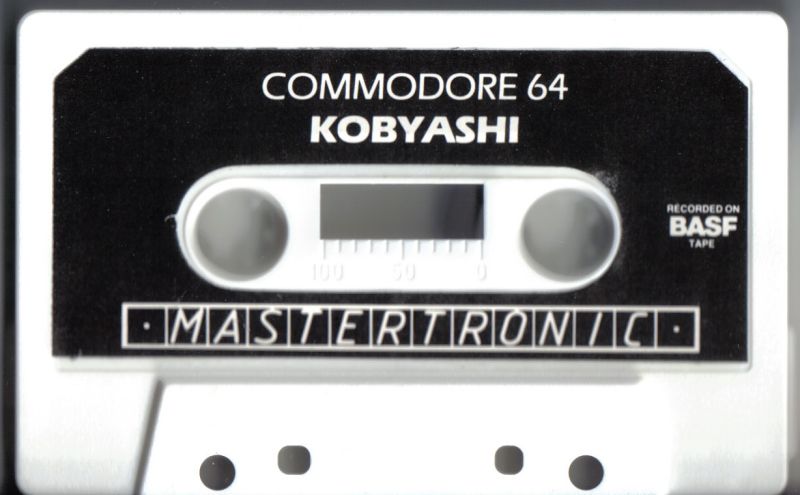 COMMODORE 64
KOBYASHI
RECORDED ON
BASF
TAPE
100 50 0
· MASTERTRONIC ·